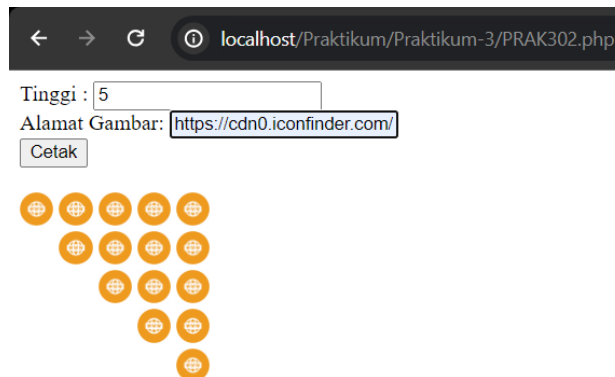 localhost/Praktikum/Praktikum-3/PRAK302.php
Tinggi : 5
Alamat Gambar: https://cdn0.iconfinder.com/
Cetak